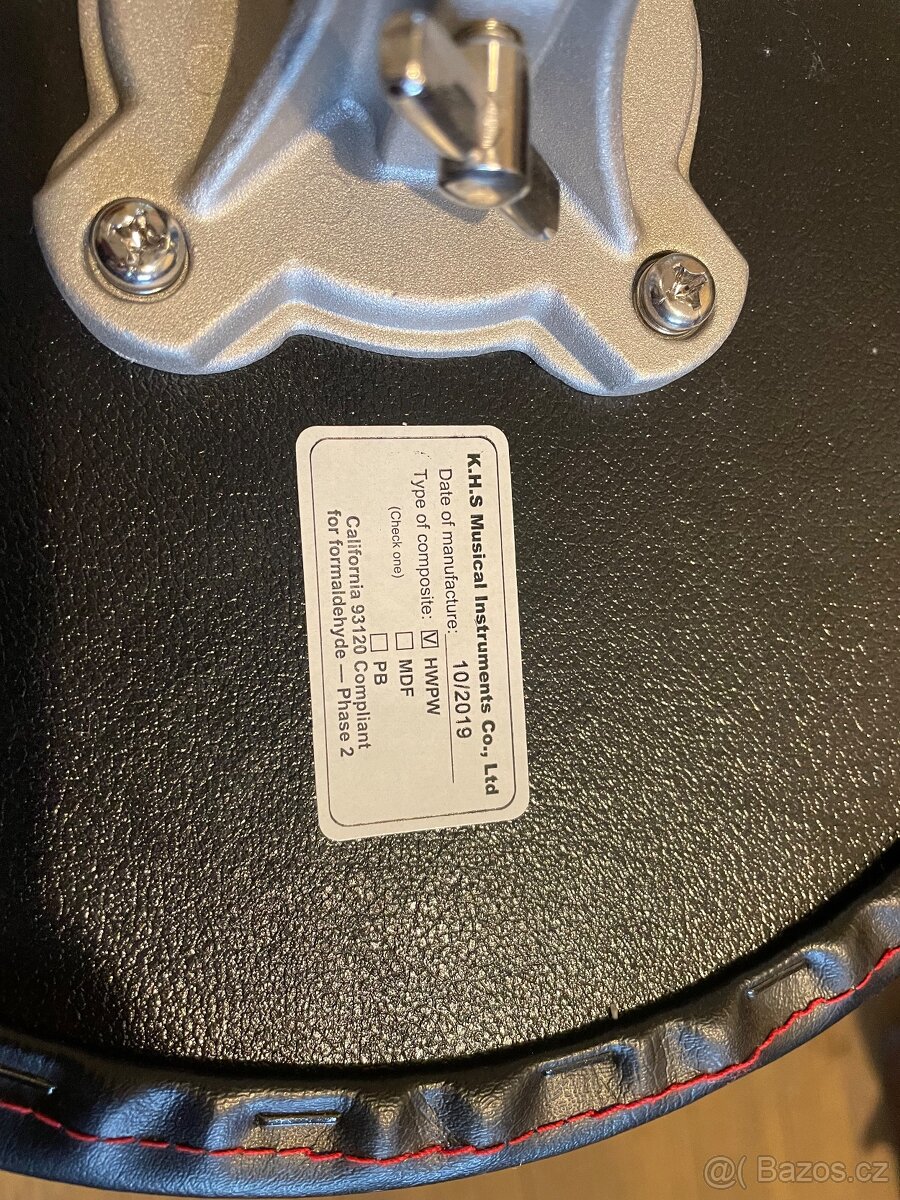 K.H.S Musical Instruments Co., Ltd
Date of manufacture: 10/2019
Type of composite: ☑ HWPW
(Check one) ☐ MDF
☐ PB
California 93120 Compliant
for formaldehyde — Phase 2
@( Bazos.cz